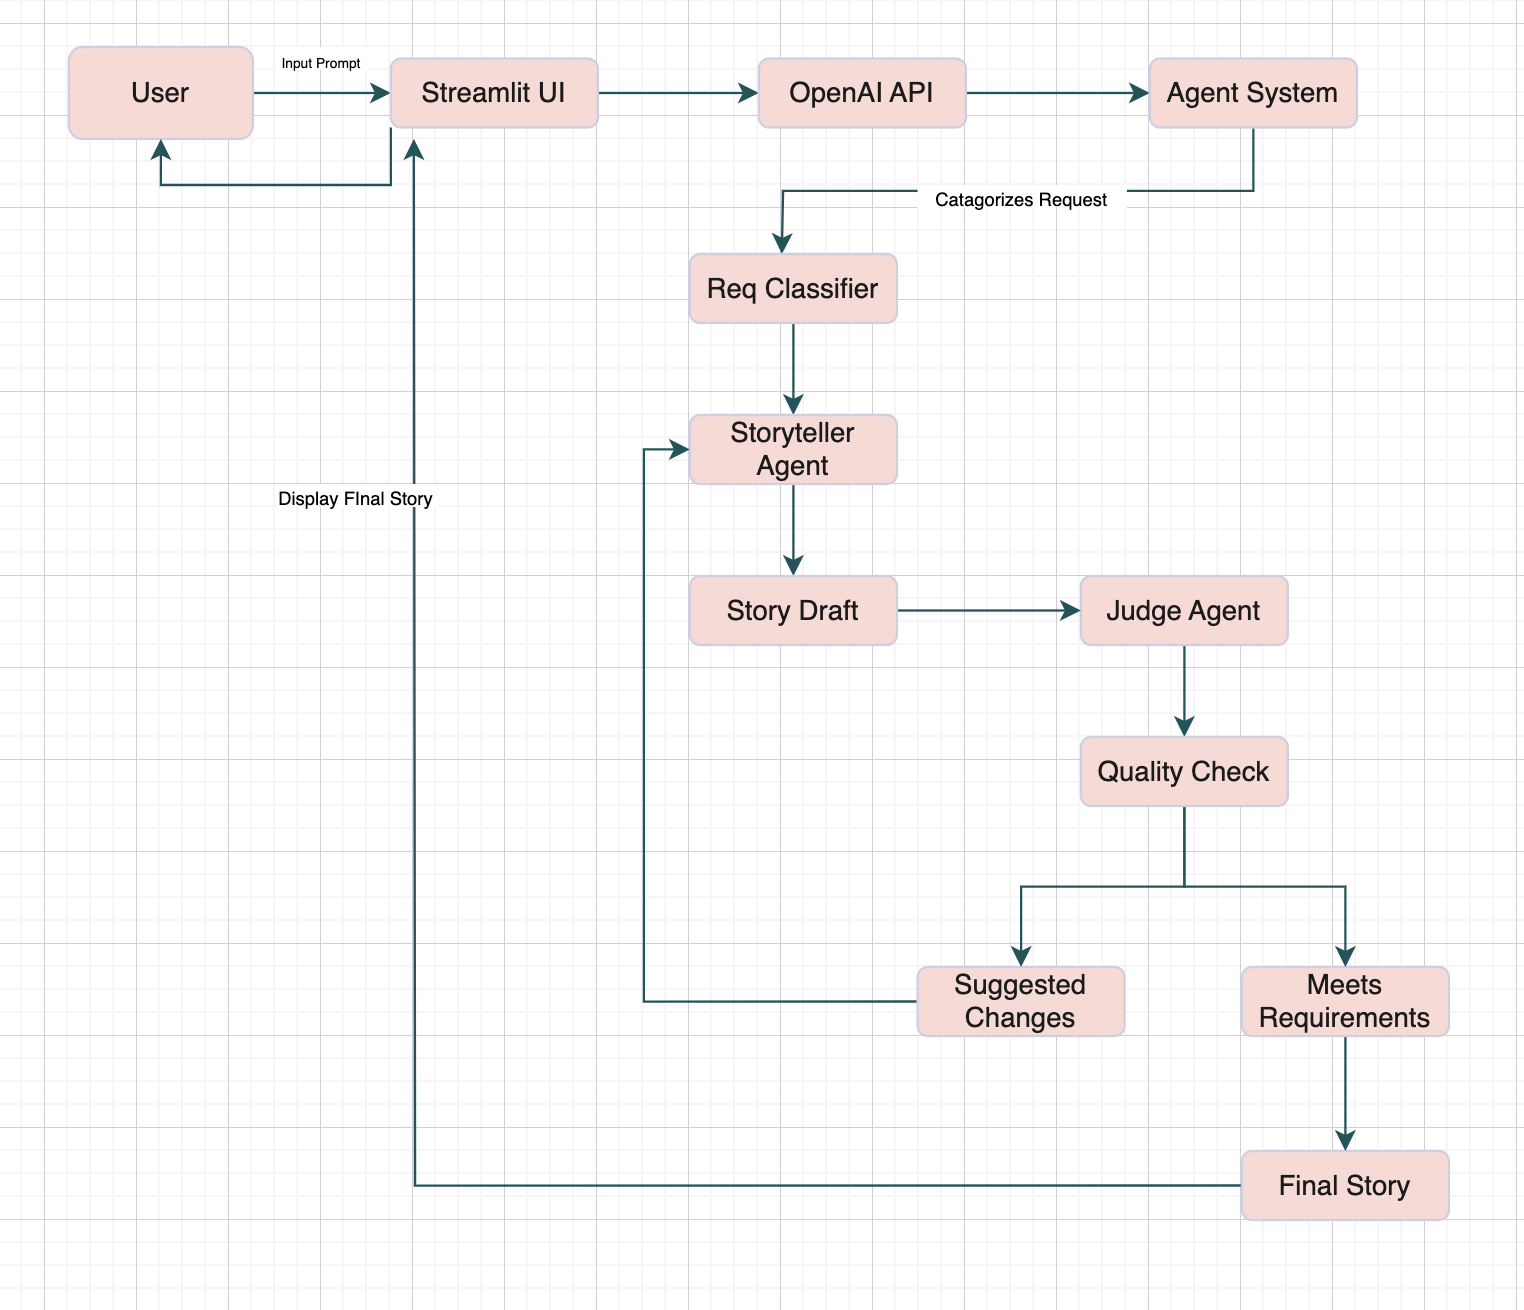 Input Prompt
User
Streamlit UI
OpenAI API
Agent System
Catagorizes Request
Req Classifier
Storyteller
Agent
Display FInal Story
Story Draft
Judge Agent
Quality Check
Suggested
Changes
Meets
Requirements
Final Story